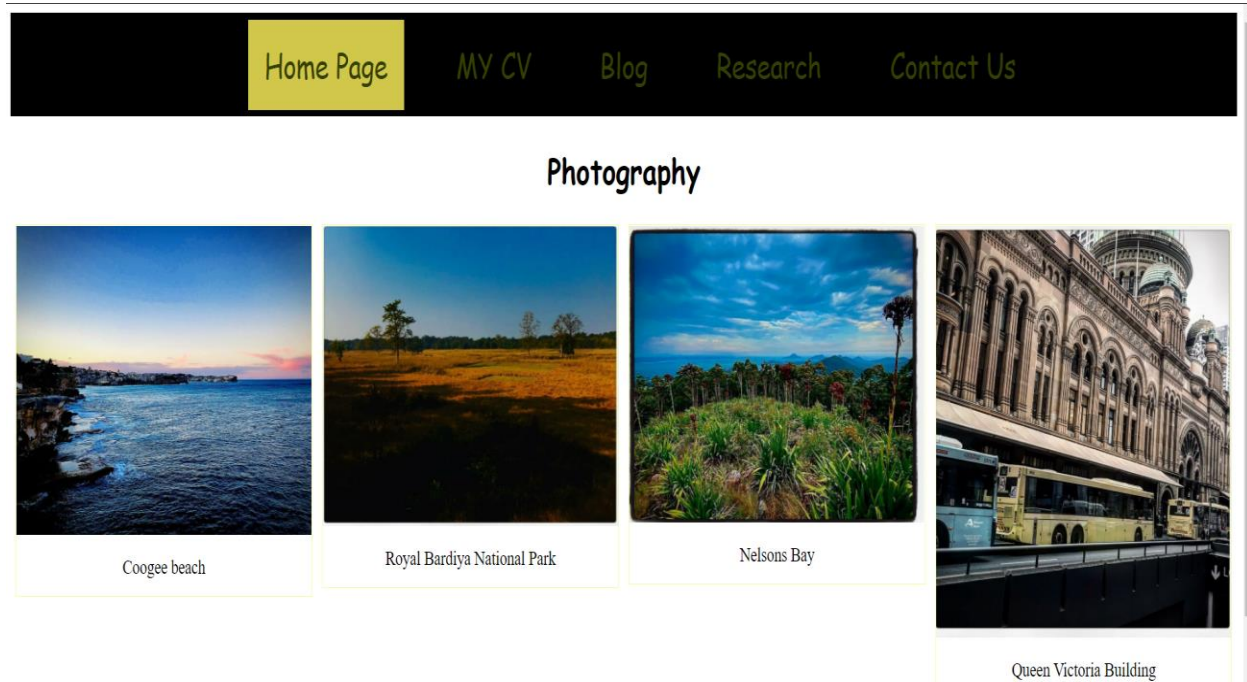 Home Page
MY CV
Blog
Research
Contact Us
Photography
Coogee beach
Royal Bardiya National Park
Nelsons Bay
Queen Victoria Building